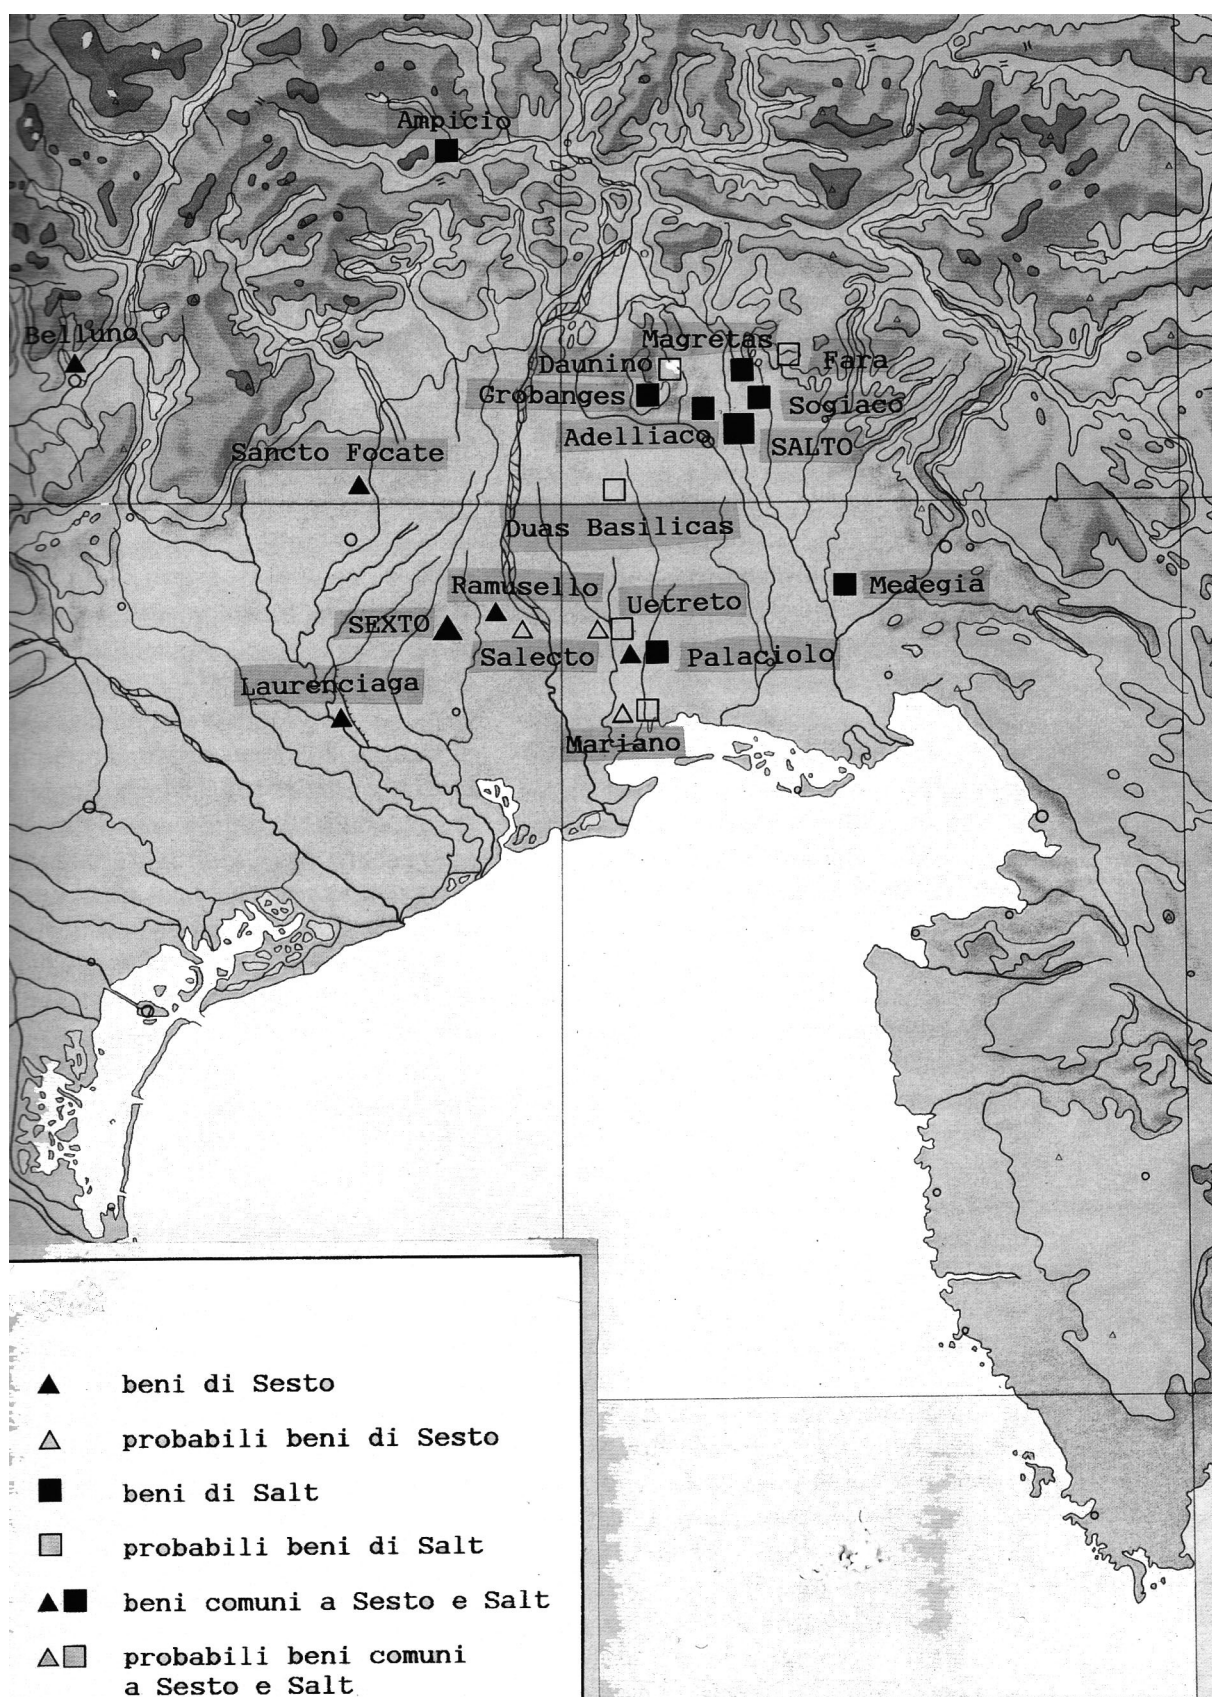 Ampicio
Belluno
Magretas
Daunino
Fara
Grobanges
Sogiaco
Adelliaco
SALTO
Sancto Focate
Duas Basilicas
Ramusello
Medegia
Uetreto
SEXTO
Salecto
Palaciolo
Laurenciaga
Mariano
beni di Sesto
probabili beni di Sesto
beni di Salt
probabili beni di Salt
beni comuni a Sesto e Salt
probabili beni comuni
a Sesto e Salt